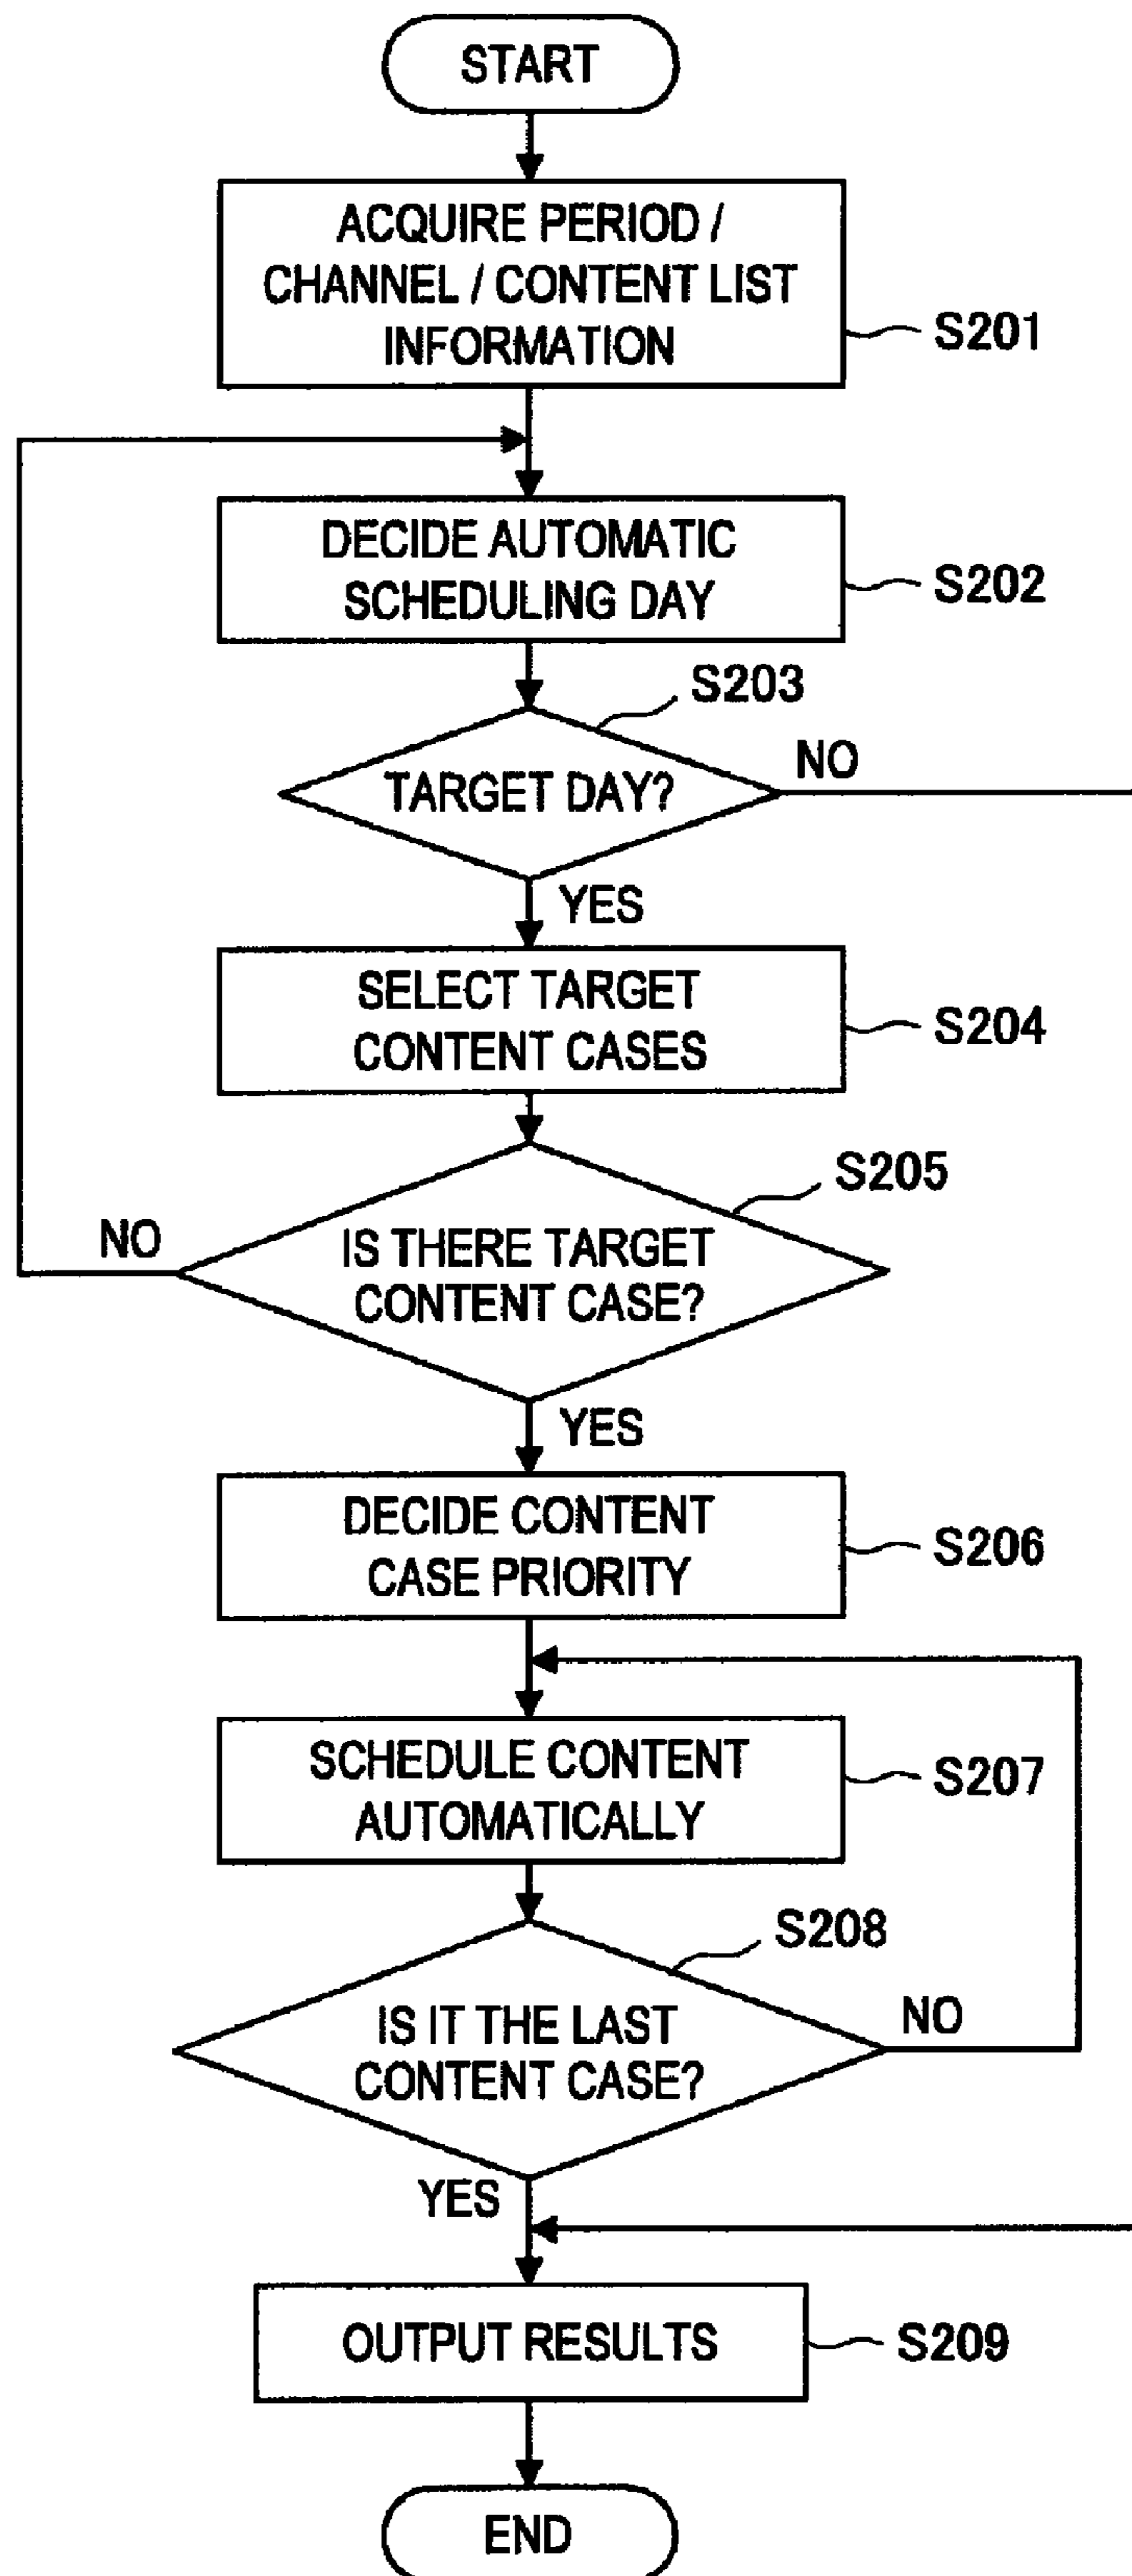 START
ACQUIRE PERIOD /
CHANNEL / CONTENT LIST
INFORMATION
S201
DECIDE AUTOMATIC
SCHEDULING DAY
S202
S203
TARGET DAY?
NO
YES
SELECT TARGET
CONTENT CASES
S204
S205
IS THERE TARGET
CONTENT CASE?
NO
YES
DECIDE CONTENT
CASE PRIORITY
S206
SCHEDULE CONTENT
AUTOMATICALLY
S207
S208
IS IT THE LAST
CONTENT CASE?
NO
YES
OUTPUT RESULTS
S209
END